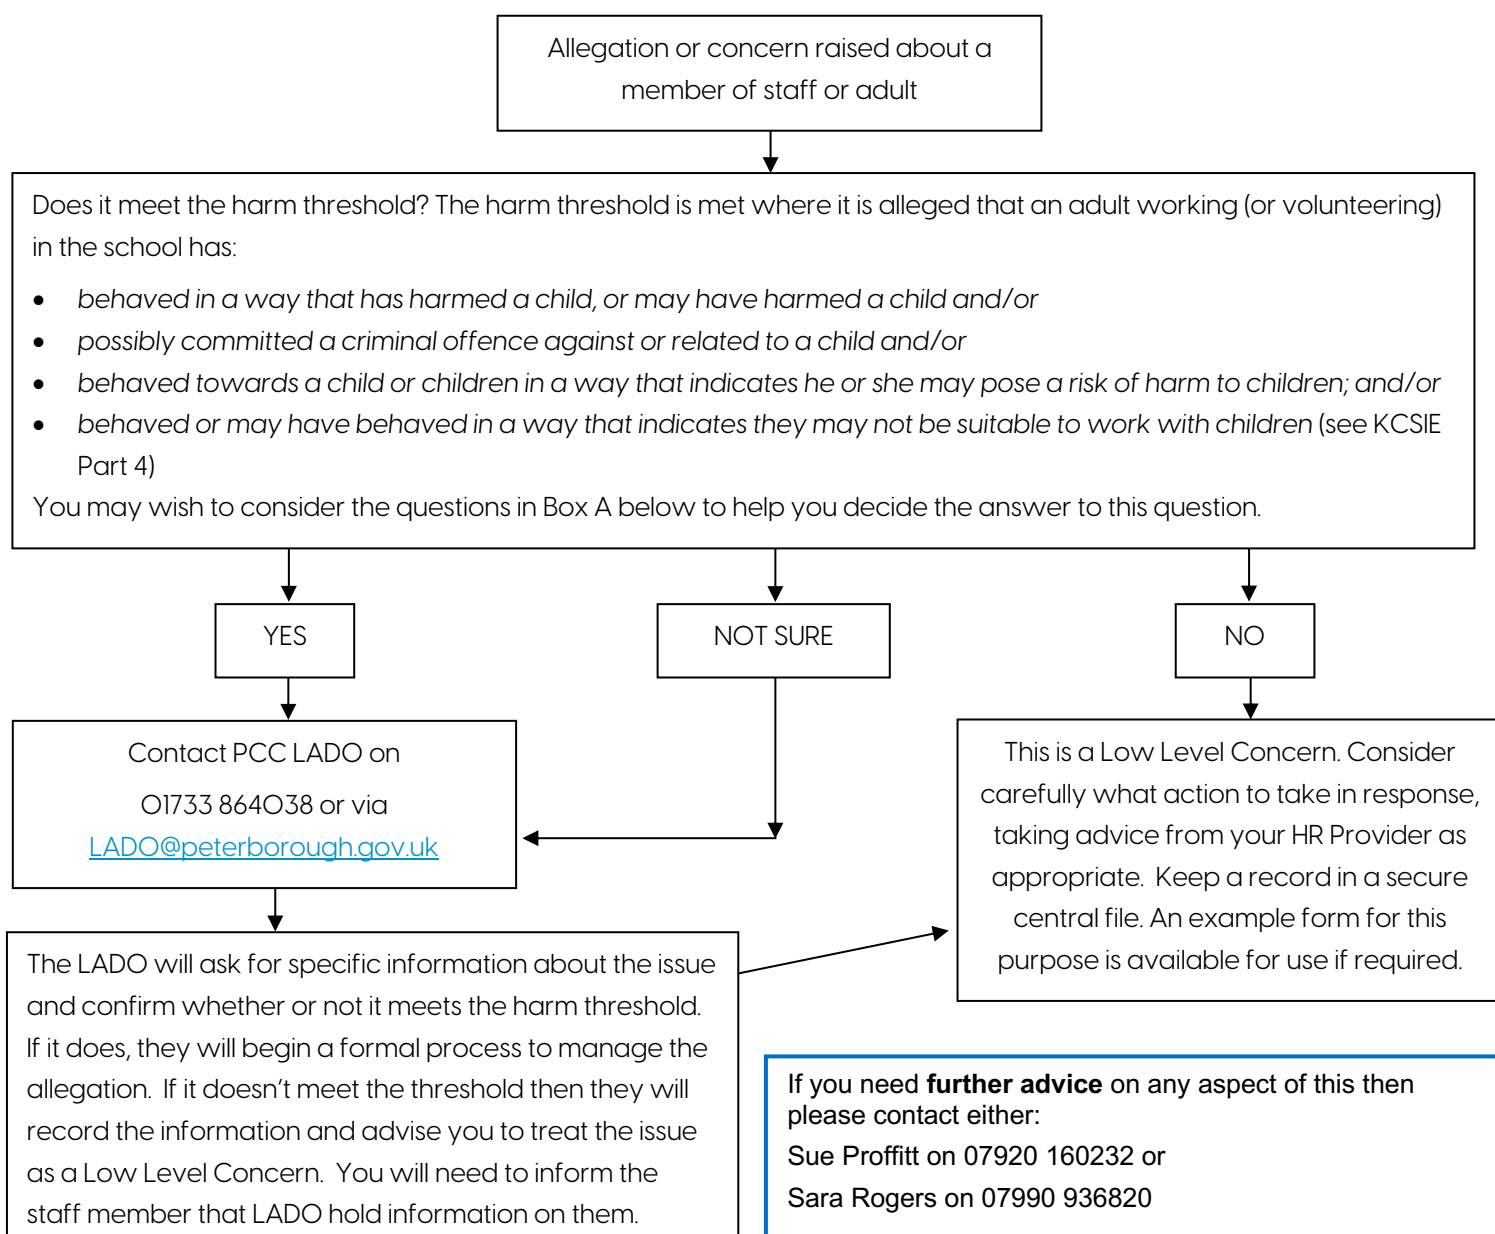 Allegation or concern raised about a
member of staff or adult
Does it meet the harm threshold? The harm threshold is met where it is alleged that an adult working (or volunteering)
in the school has:
• behaved in a way that has harmed a child, or may have harmed a child and/or
• possibly committed a criminal offence against or related to a child and/or
• behaved towards a child or children in a way that indicates he or she may pose a risk of harm to children; and/or
• behaved or may have behaved in a way that indicates they may not be suitable to work with children (see KCSIE
Part 4)
You may wish to consider the questions in Box A below to help you decide the answer to this question.
YES
NOT SURE
NO
Contact PCC LADO on
01733 864038 or via
LADO@peterborough.gov.uk
This is a Low Level Concern. Consider
carefully what action to take in response,
taking advice from your HR Provider as
appropriate. Keep a record in a secure
central file. An example form for this
purpose is available for use if required.
The LADO will ask for specific information about the issue
and confirm whether or not it meets the harm threshold.
If it does, they will begin a formal process to manage the
allegation. If it doesn't meet the threshold then they will
record the information and advise you to treat the issue
as a Low Level Concern. You will need to inform the
staff member that LADO hold information on them.
If you need further advice on any aspect of this then
please contact either:
Sue Proffitt on 07920 160232 or
Sara Rogers on 07990 936820